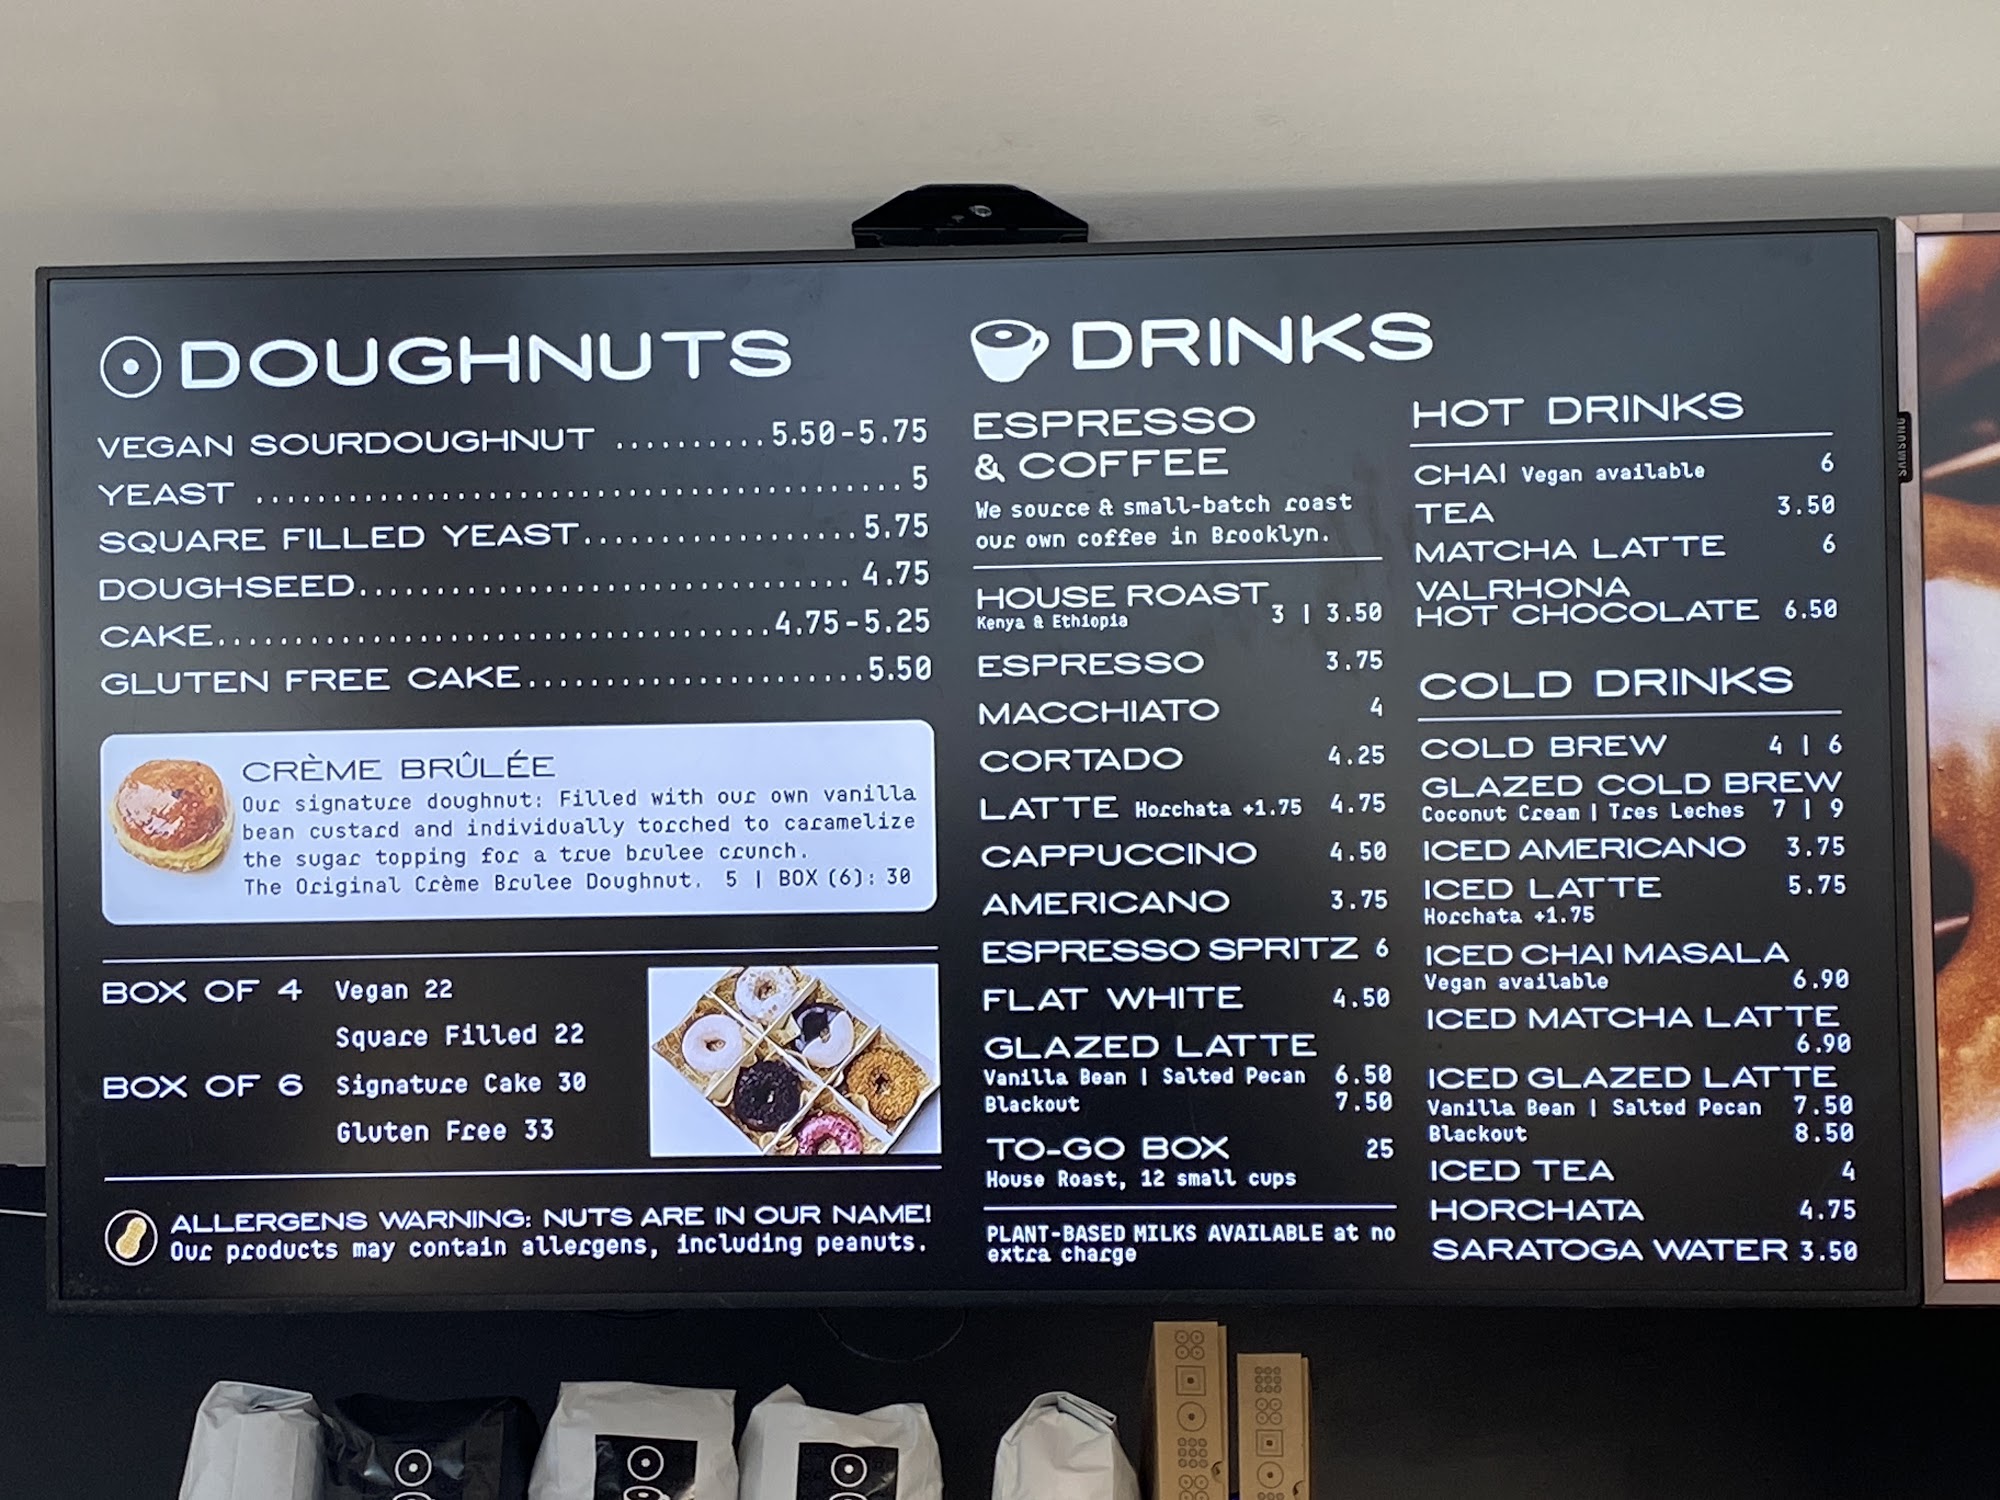 DOUGHNUTS
VEGAN SOURDOUGHNUT ..........5.50-5.75
YEAST ..........................................5
SQUARE FILLED YEAST..................5.75
DOUGHSEED................................4.75
CAKE....................................4.75-5.25
GLUTEN FREE CAKE......................5.50
CRÈME BRÛLÉE
Our signature doughnut: Filled with our own vanilla
bean custard and individually torched to caramelize
the sugar topping for a true brulee crunch.
The Original Crème Brulee Doughnut. 5 | BOX (6): 30
BOX OF 4 Vegan 22
Square Filled 22
BOX OF 6 Signature Cake 30
Gluten Free 33
ALLERGENS WARNING: NUTS ARE IN OUR NAME!
Our products may contain allergens, including peanuts.
DRINKS
ESPRESSO
& COFFEE
We source & small-batch roast
our own coffee in Brooklyn.
HOUSE ROAST
Kenya & Ethiopia 3 | 3.50
ESPRESSO 3.75
MACCHIATO 4
CORTADO 4.25
LATTE Horchata +1.75 4.75
CAPPUCCINO 4.50
AMERICANO 3.75
ESPRESSO SPRITZ 6
FLAT WHITE 4.50
GLAZED LATTE
Vanilla Bean | Salted Pecan 6.50
Blackout 7.50
TO-GO BOX 25
House Roast, 12 small cups
PLANT-BASED MILKS AVAILABLE at no
extra charge
HOT DRINKS
CHAI Vegan available 6
TEA 3.50
MATCHA LATTE 6
VALRHONA
HOT CHOCOLATE 6.50
COLD DRINKS
COLD BREW 4 | 6
GLAZED COLD BREW
Coconut Cream | Tres Leches 7 | 9
ICED AMERICANO 3.75
ICED LATTE 5.75
Horchata +1.75
ICED CHAI MASALA
Vegan available 6.90
ICED MATCHA LATTE
6.90
ICED GLAZED LATTE
Vanilla Bean | Salted Pecan 7.50
Blackout 8.50
ICED TEA 4
HORCHATA 4.75
SARATOGA WATER 3.50
SAMSUNG